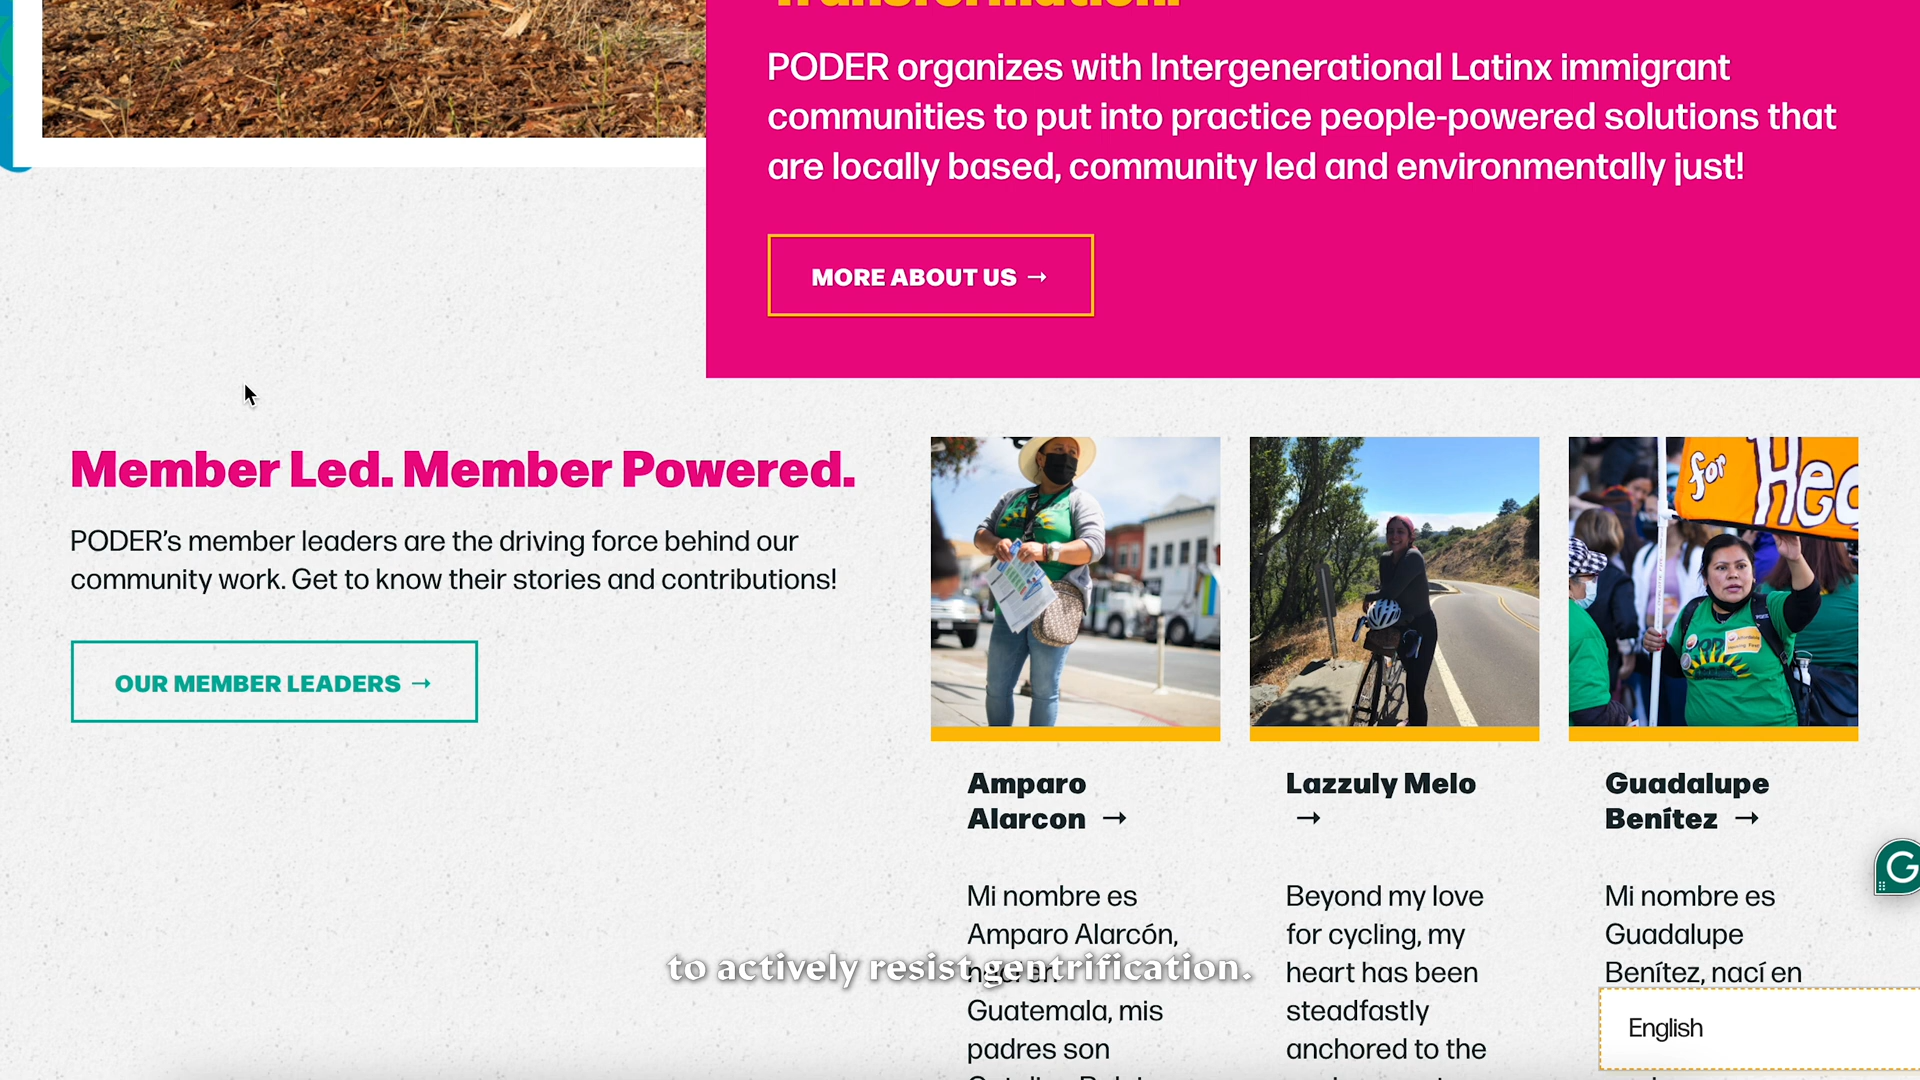 Transformation.
PODER organizes with Intergenerational Latinx immigrant
communities to put into practice people-powered solutions that
are locally based, community led and environmentally just!
MORE ABOUT US →
Member Led. Member Powered.
PODER’s member leaders are the driving force behind our
community work. Get to know their stories and contributions!
OUR MEMBER LEADERS →
for Hea
Amparo
Alarcon →
Mi nombre es
Amparo Alarcón,
nací en
Guatemala, mis
padres son
Lazzuly Melo
→
Beyond my love
for cycling, my
heart has been
steadfastly
anchored to the
Guadalupe
Benítez →
Mi nombre es
Guadalupe
Benítez, nací en
to actively resist gentrification.
English
G